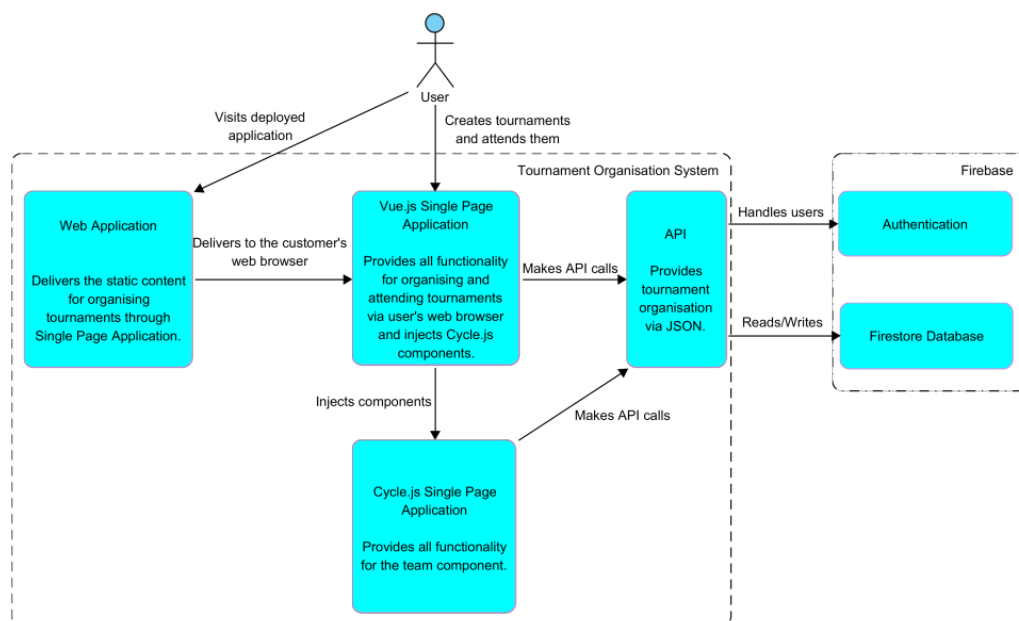 User
Visits deployed
application
Creates tournaments
and attends them
Tournament Organisation System
Firebase
Web Application
Delivers the static content
for organising
tournaments through
Single Page Application.
Delivers to the customer's
web browser
Vue.js Single Page
Application
Provides all functionality
for organising and
attending tournaments
via user's web browser
and injects Cycle.js
components.
Makes API calls
API
Provides
tournament
organisation
via JSON.
Handles users
Authentication
Reads/Writes
Firestore Database
Injects components
Makes API calls
Cycle.js Single Page
Application
Provides all functionality
for the team component.